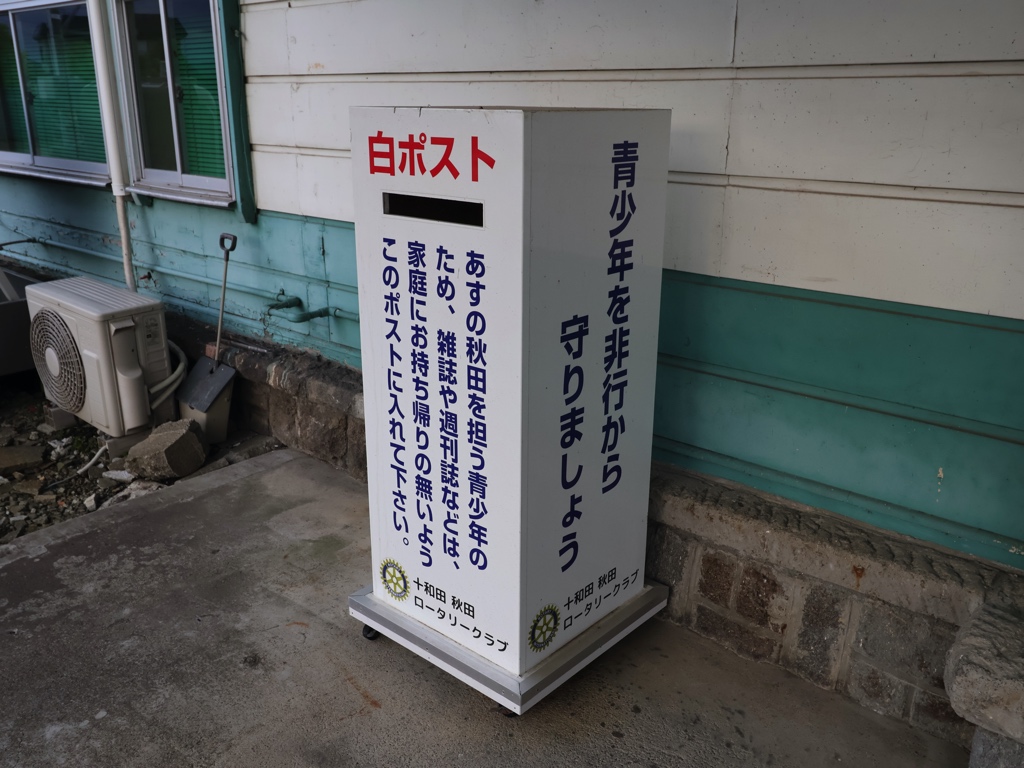 白ポスト
あすの秋田を担う青少年の
ため、雑誌や週刊誌などは、
家庭にお持ち帰りの無いよう
このポストに入れて下さい。
十和田 秋田
ロータリークラブ
青少年を非行から
守りましょう
十和田 秋田
ロータリークラブ